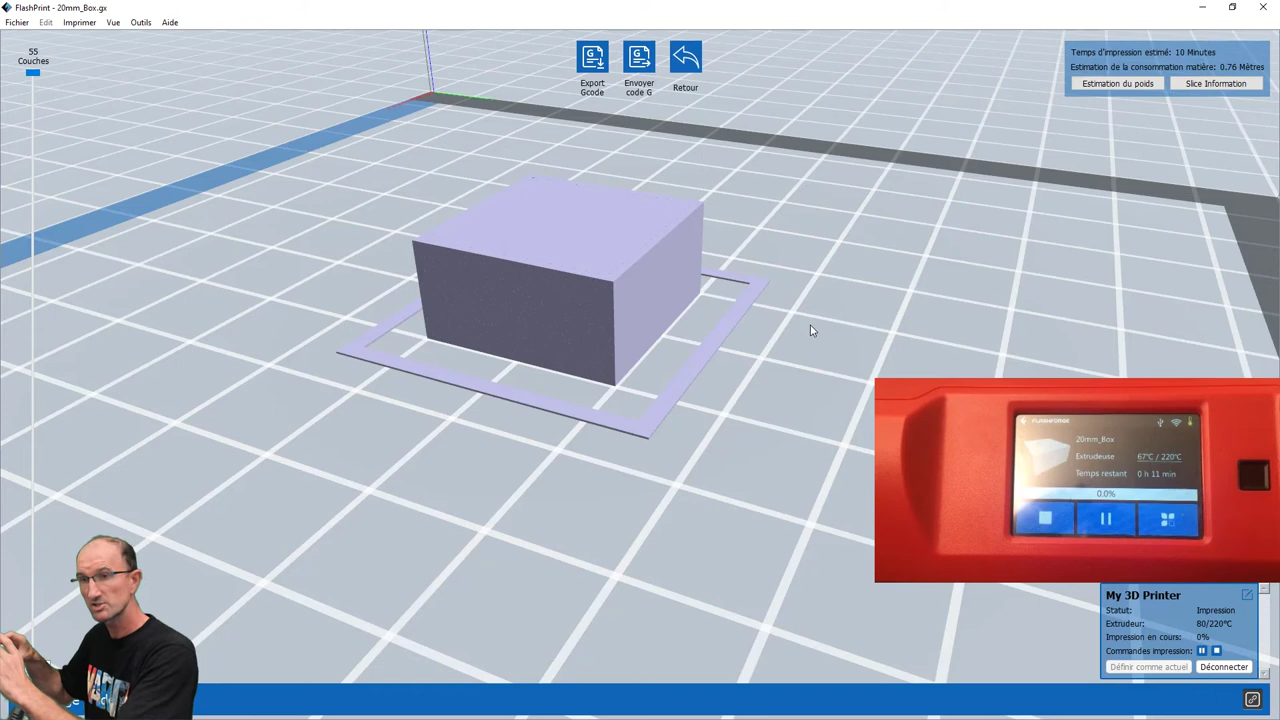 FlashPrint - 20mm_Box.gx
Fichier Edit Imprimer Vue Outils Aide
55
Couches
Export
Gcode
Envoyer
code G
Retour
Temps d'impression estimé: 10 Minutes
Estimation de la consommation matière: 0.76 Mètres
Estimation du poids Slice Information
FLASHFORGE
20mm_Box
Extrudeuse 67℃ / 220℃
Temps restant 0 h 11 min
0.0%
My 3D Printer
Statut: Impression
Extrudeur: 80/220℃
Impression en cours: 0%
Commandes impression:
Définir comme actuel Déconnecter